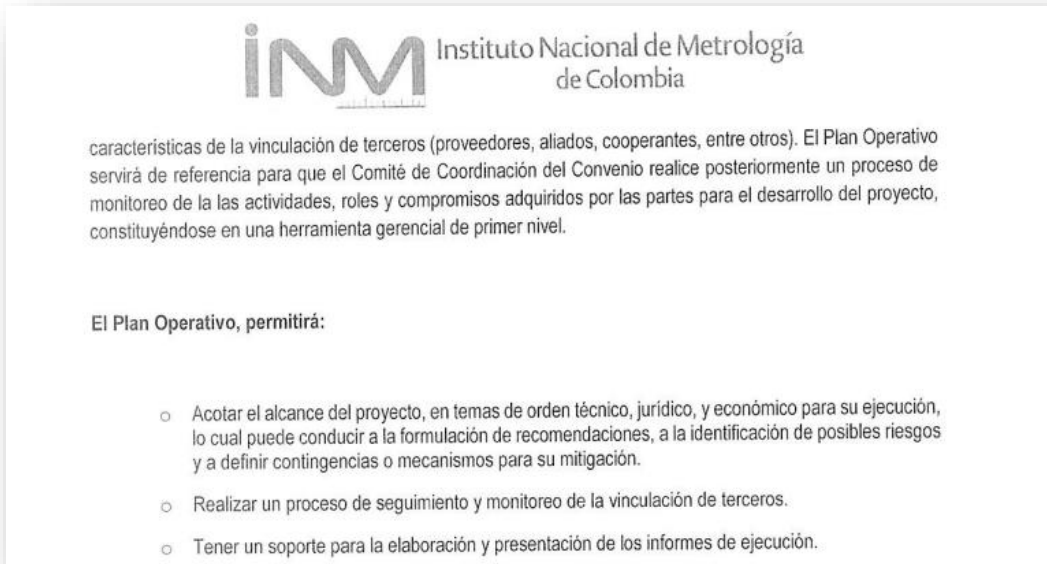 iNM Instituto Nacional de Metrología
de Colombia
características de la vinculación de terceros (proveedores, aliados, cooperantes, entre otros). El Plan Operativo
servirá de referencia para que el Comité de Coordinación del Convenio realice posteriormente un proceso de
monitoreo de la las actividades, roles y compromisos adquiridos por las partes para el desarrollo del proyecto,
constituyéndose en una herramienta gerencial de primer nivel.
El Plan Operativo, permitirá:
o Acotar el alcance del proyecto, en temas de orden técnico, jurídico, y económico para su ejecución,
lo cual puede conducir a la formulación de recomendaciones, a la identificación de posibles riesgos
y a definir contingencias o mecanismos para su mitigación.
o Realizar un proceso de seguimiento y monitoreo de la vinculación de terceros.
o Tener un soporte para la elaboración y presentación de los informes de ejecución.